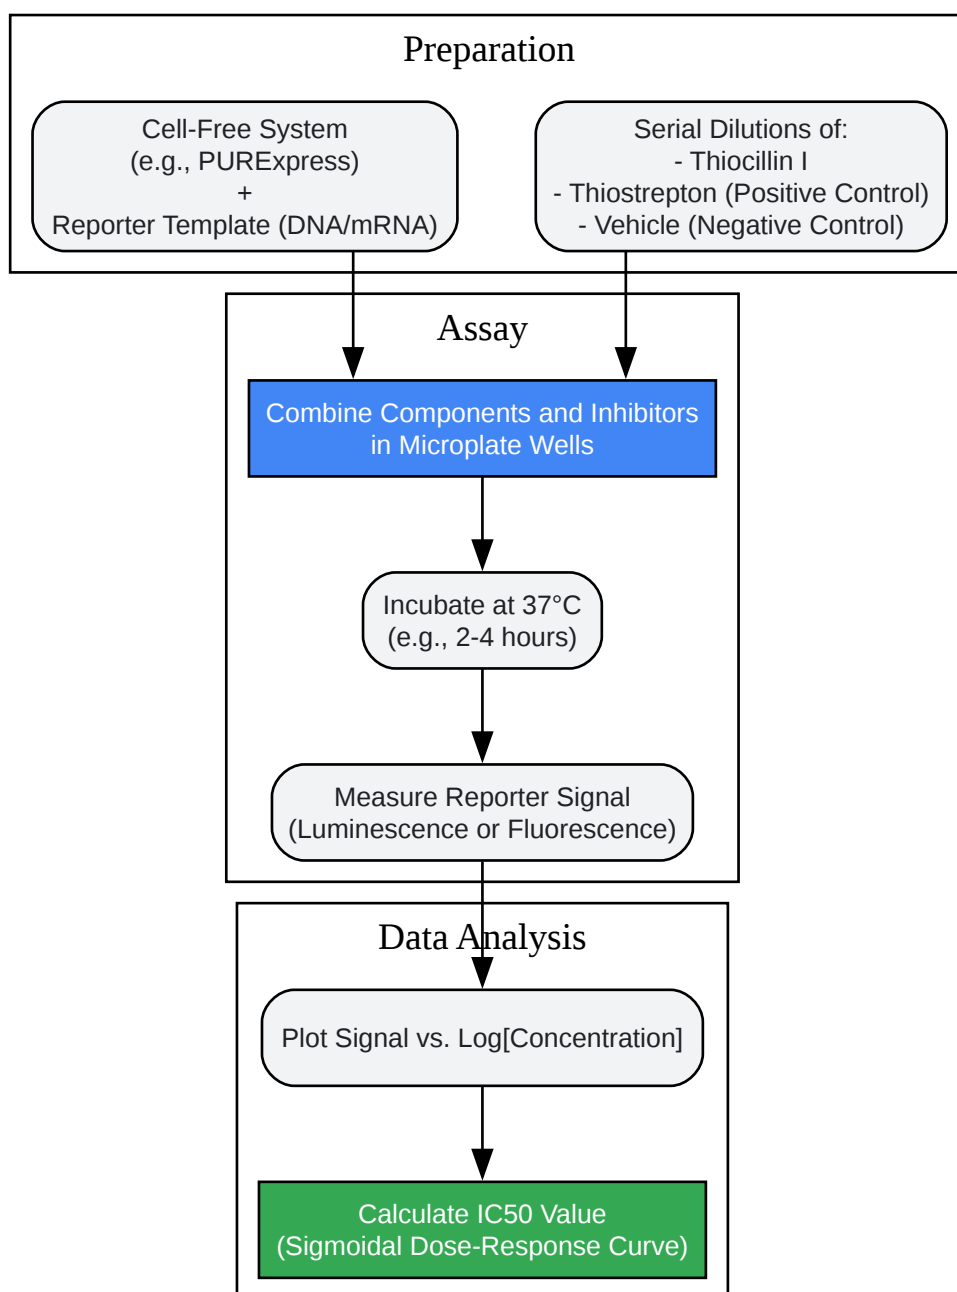 Preparation
Cell-Free System
(e.g., PURExpress)
+
Reporter Template (DNA/mRNA)
Serial Dilutions of:
- Thiocillin I
- Thiostrepton (Positive Control)
- Vehicle (Negative Control)
Assay
Combine Components and Inhibitors
in Microplate Wells
Incubate at 37°C
(e.g., 2-4 hours)
Measure Reporter Signal
(Luminescence or Fluorescence)
Data Analysis
Plot Signal vs. Log[Concentration]
Calculate IC50 Value
(Sigmoidal Dose-Response Curve)